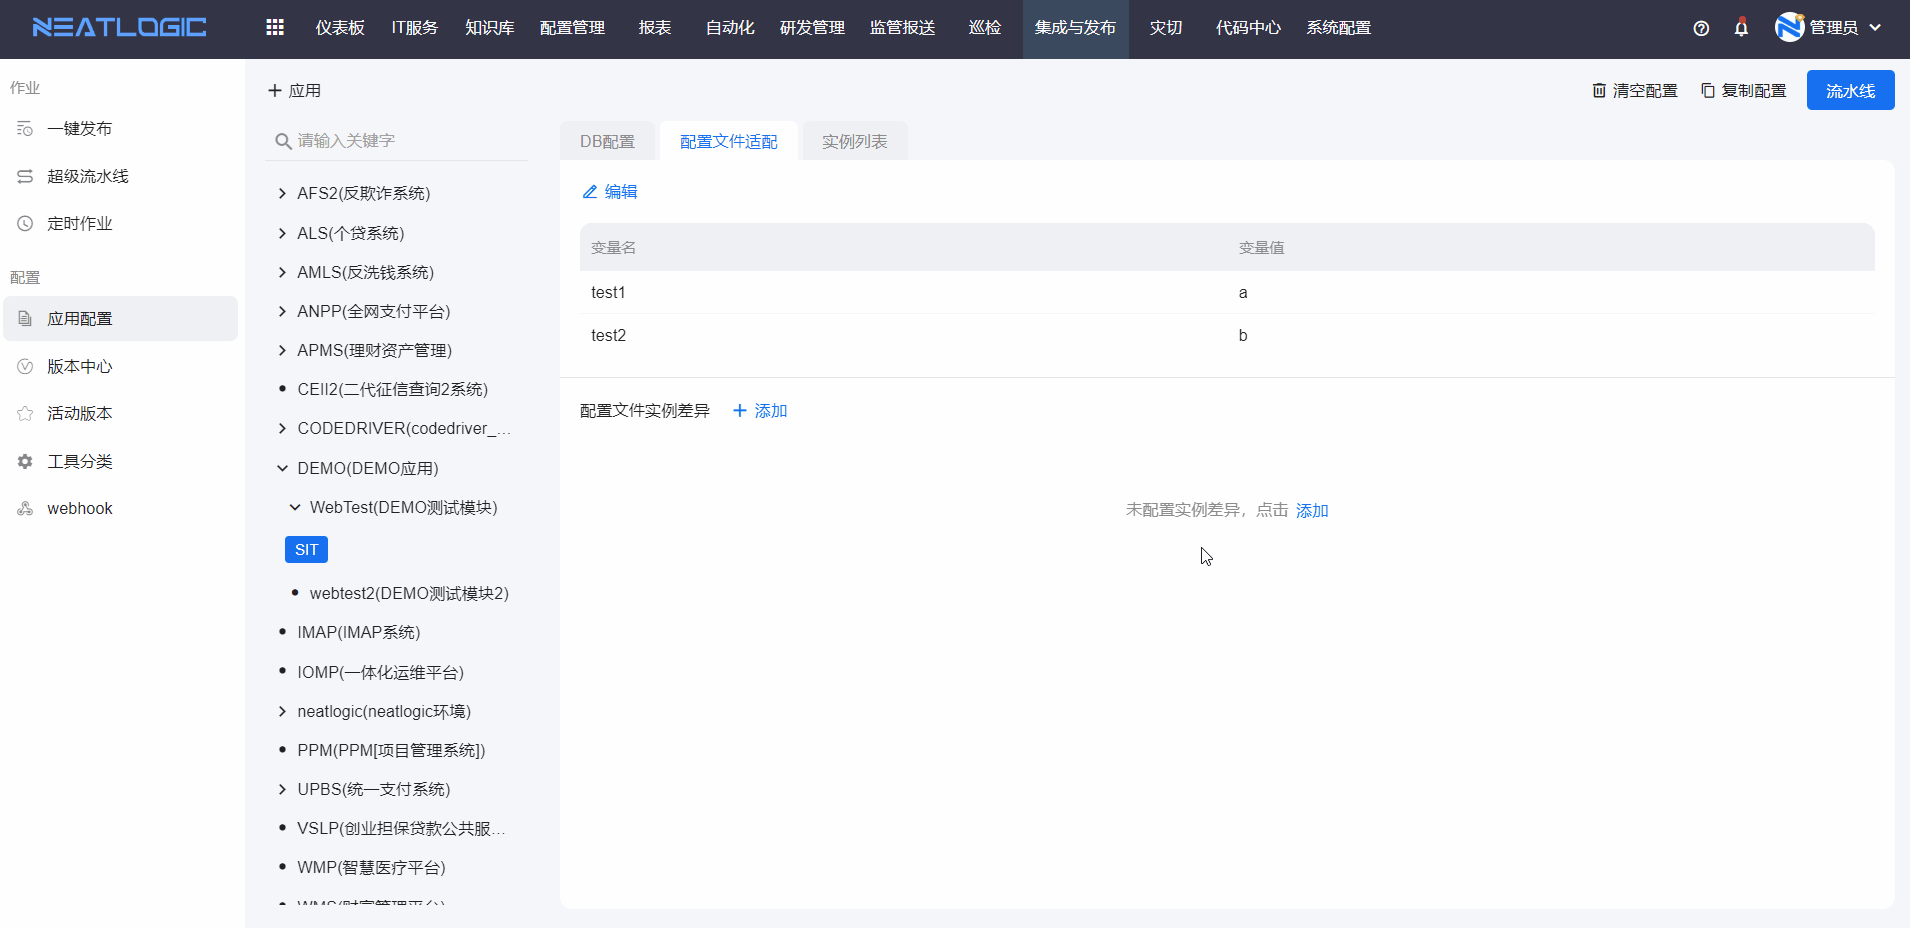 NEATLOGIC
仪表板 IT服务 知识库 配置管理 报表 自动化 研发管理 监管报送 巡检 集成与发布 灾切 代码中心 系统配置
管理员
作业
一键发布
超级流水线
定时作业
配置
应用配置
版本中心
活动版本
工具分类
webhook
应用
清空配置 复制配置 流水线
请输入关键字
AFS2(反欺诈系统)
ALS(个贷系统)
AMLS(反洗钱系统)
ANPP(全网支付平台)
APMS(理财资产管理)
CEII2(二代征信查询2系统)
CODEDRIVER(codedriver_...
DEMO(DEMO应用)
WebTest(DEMO测试模块)
SIT
webtest2(DEMO测试模块2)
IMAP(IMAP系统)
IOMP(一体化运维平台)
neatlogic(neatlogic环境)
PPM(PPM[项目管理系统])
UPBS(统一支付系统)
VSLP(创业担保贷款公共服...
WMP(智慧医疗平台)
WMS(财富管理平台)
DB配置 配置文件适配 实例列表
编辑
变量名 变量值
test1 a
test2 b
配置文件实例差异 添加
未配置实例差异，点击 添加